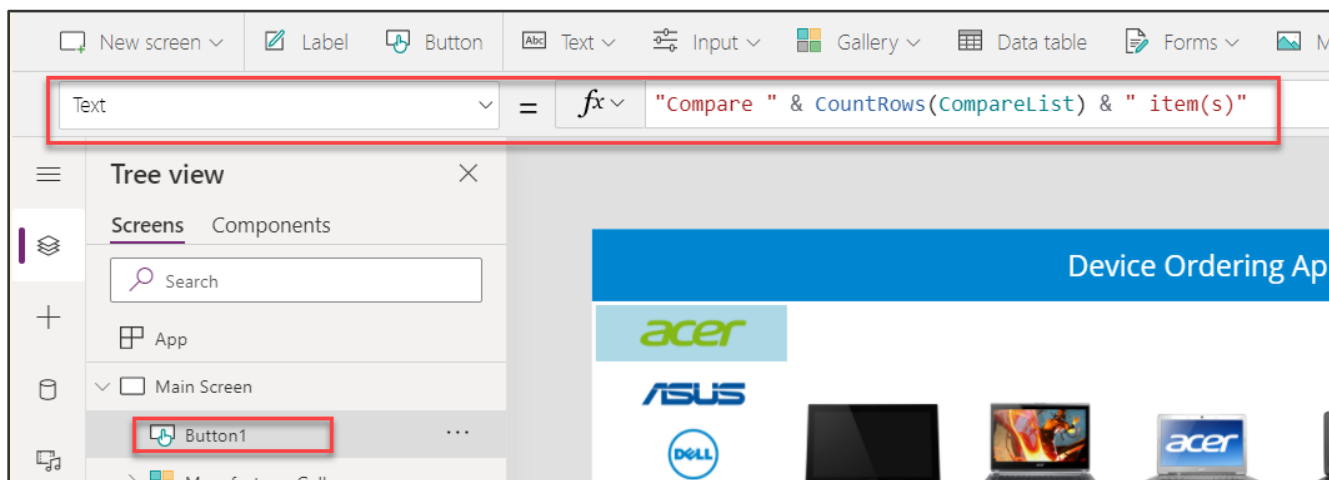 New screen Label Button Abc Text Input Gallery Data table Forms M
Text = fx "Compare " & CountRows(CompareList) & " item(s)"
Tree view
Screens Components
Search
App
Main Screen
Button1 ...
Device Ordering Ap
acer
ASUS
DELL
acer